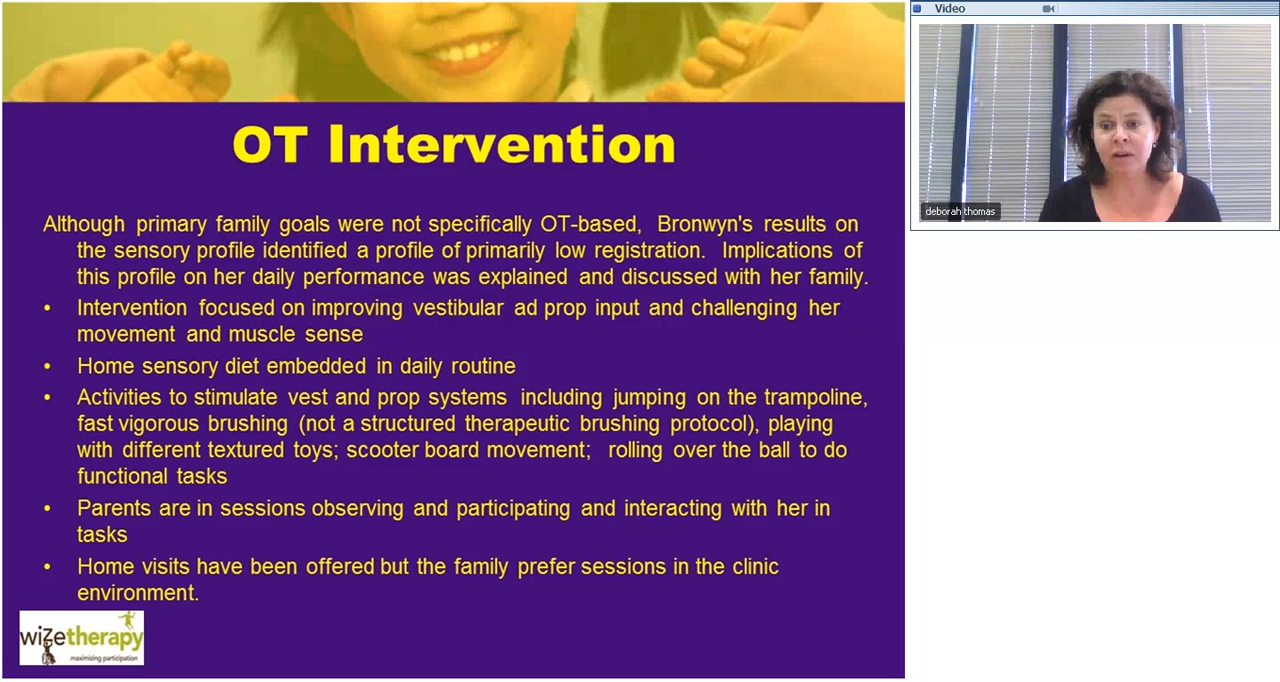 Video
OT Intervention
Although primary family goals were not specifically OT-based, Bronwyn's results on
the sensory profile identified a profile of primarily low registration. Implications of
this profile on her daily performance was explained and discussed with her family.
• Intervention focused on improving vestibular ad prop input and challenging her
movement and muscle sense
• Home sensory diet embedded in daily routine
• Activities to stimulate vest and prop systems including jumping on the trampoline,
fast vigorous brushing (not a structured therapeutic brushing protocol), playing
with different textured toys; scooter board movement; rolling over the ball to do
functional tasks
• Parents are in sessions observing and participating and interacting with her in
tasks
• Home visits have been offered but the family prefer sessions in the clinic
environment.
wizetherapy
maximizing participation
deborah thomas